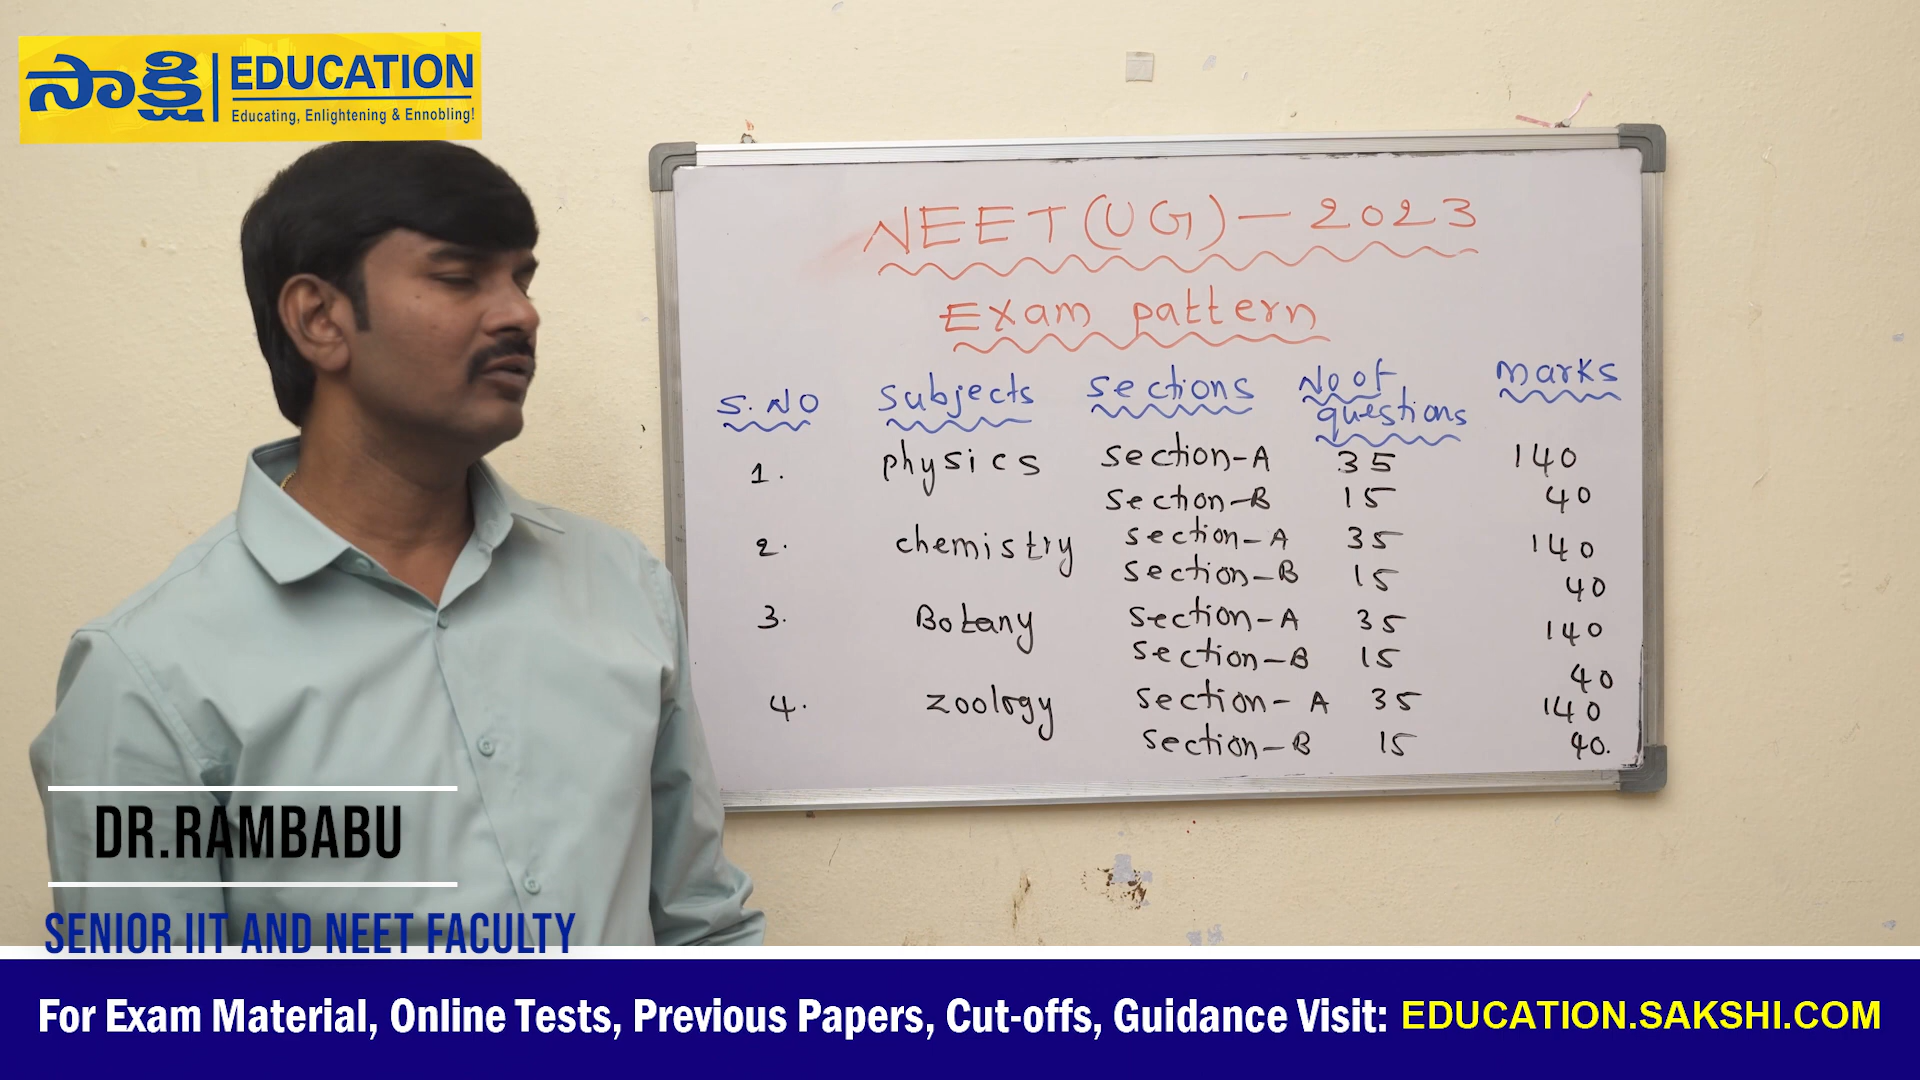 సాక్షి EDUCATION
Educating, Enlightening & Ennobling!
NEET(UG) - 2023
Exam pattern
S.NO subjects sections No of questions marks
1. physics section-A 35 140
section-B 15 40
2. chemistry section-A 35 140
section-B 15 40
3. Botany section-A 35 140
section-B 15 40
4. zoology section-A 35 140
section-B 15 40.
DR.RAMBABU
SENIOR IIT AND NEET FACULTY
For Exam Material, Online Tests, Previous Papers, Cut-offs, Guidance Visit: EDUCATION.SAKSHI.COM